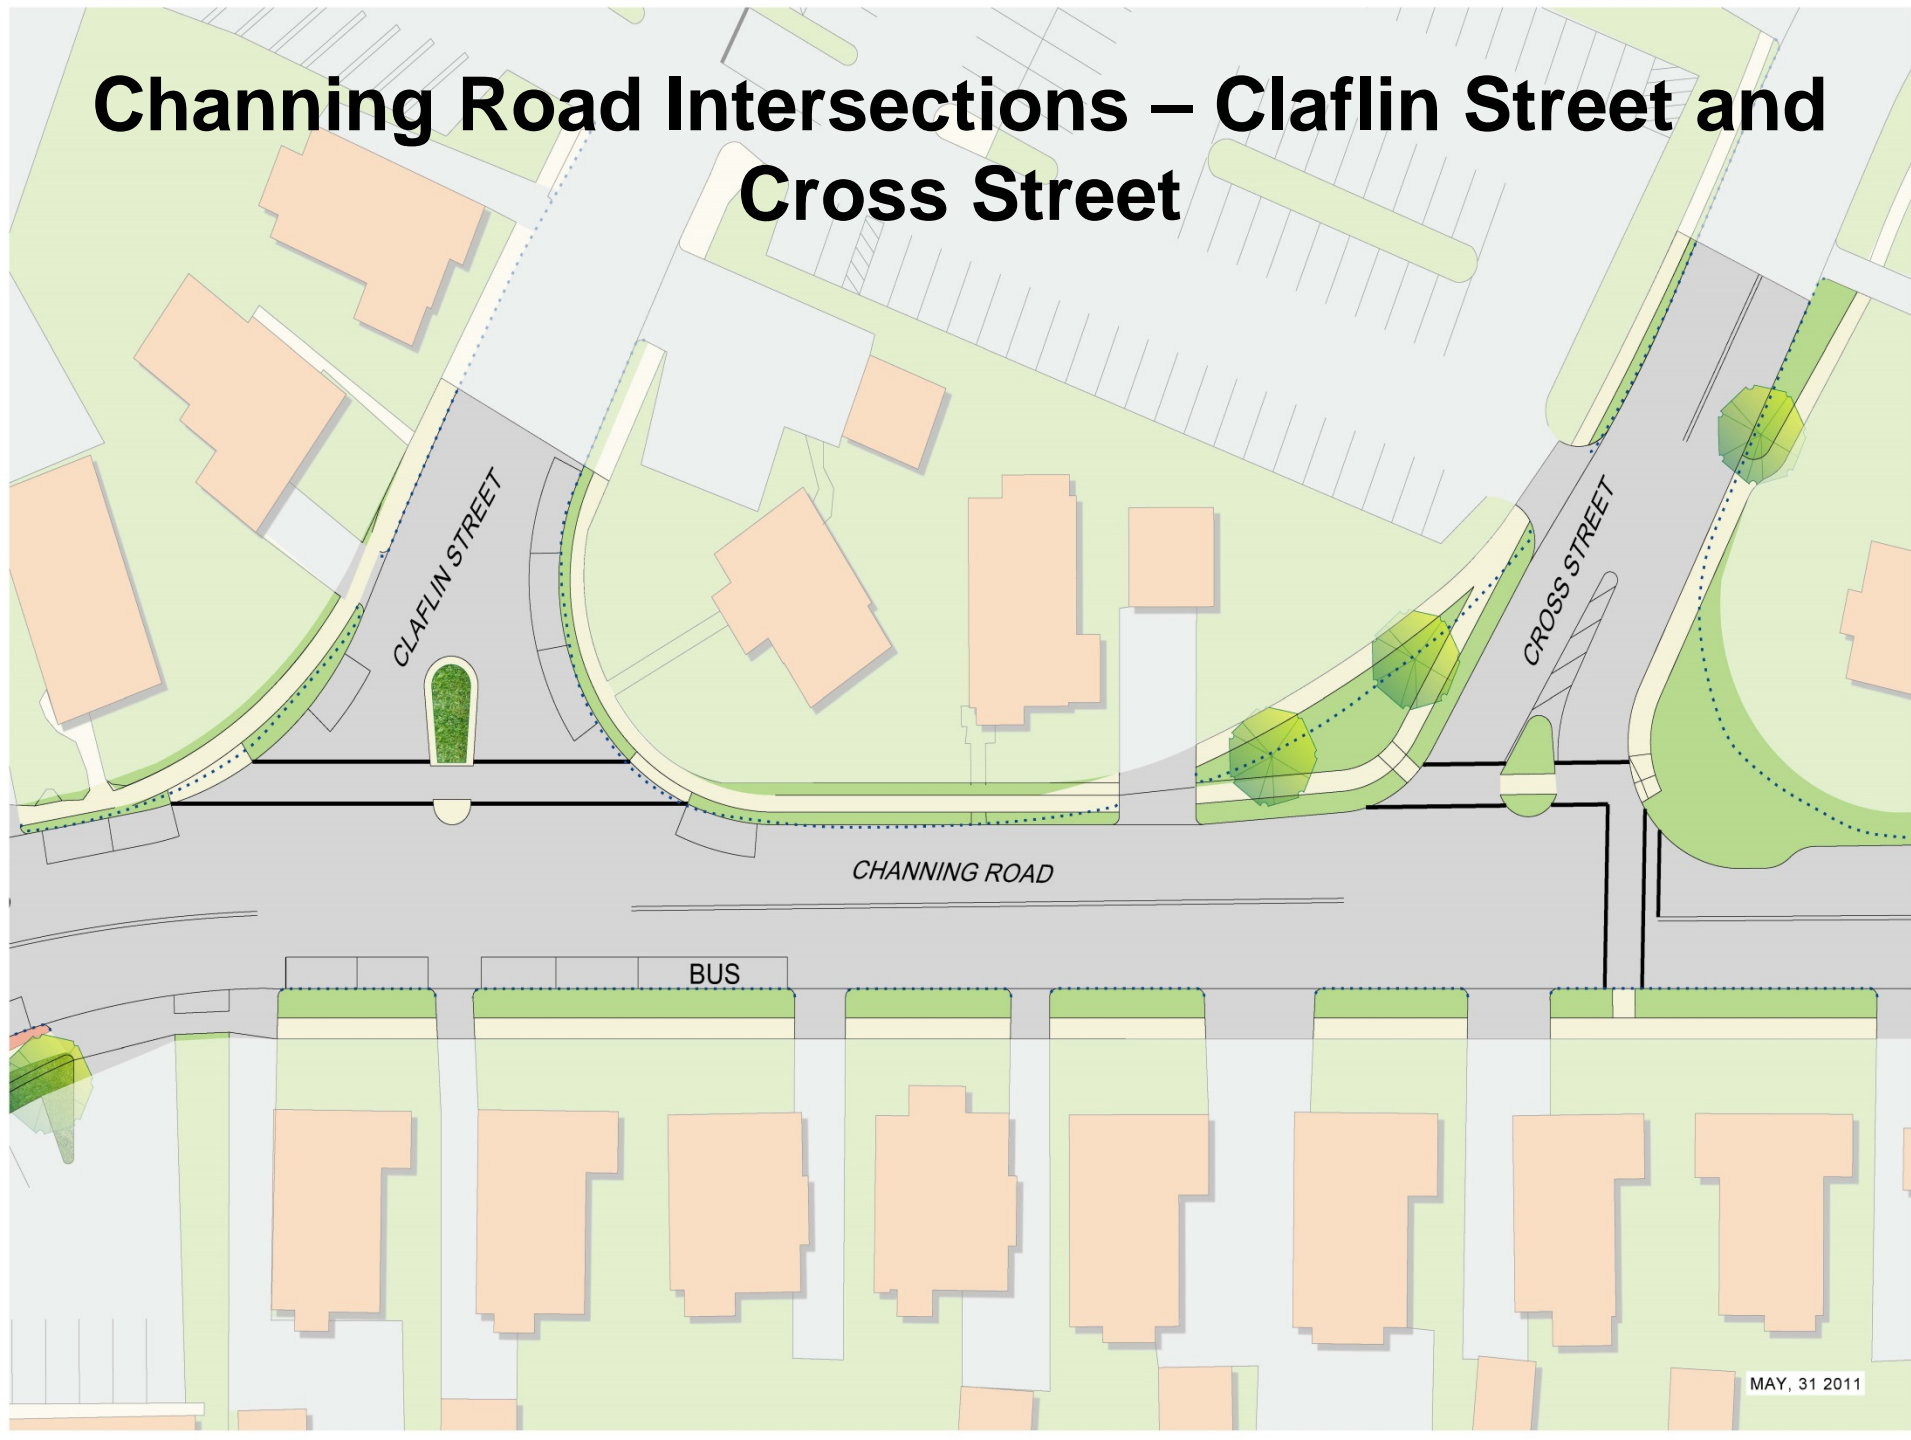 Channing Road Intersections – Claflin Street and
Cross Street
CLAFLIN STREET
CROSS STREET
CHANNING ROAD
BUS
MAY, 31 2011